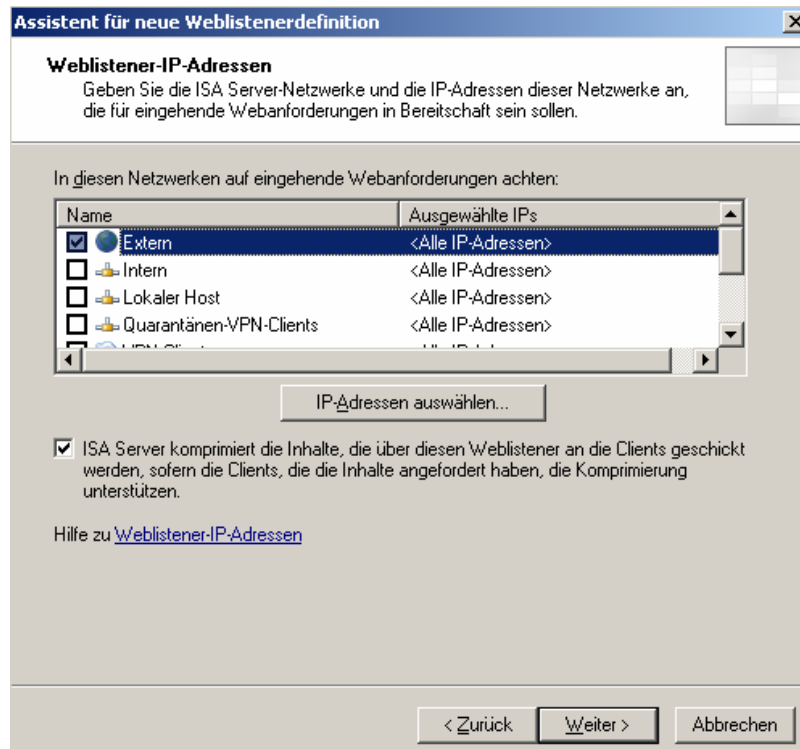 Assistent für neue Weblistenerdefinition
Weblistener-IP-Adressen
Geben Sie die ISA Server-Netzwerke und die IP-Adressen dieser Netzwerke an,
die für eingehende Webanforderungen in Bereitschaft sein sollen.
In diesen Netzwerken auf eingehende Webanforderungen achten:
Name Ausgewählte IPs
Extern <Alle IP-Adressen>
Intern <Alle IP-Adressen>
Lokaler Host <Alle IP-Adressen>
Quarantänen-VPN-Clients <Alle IP-Adressen>
IP-Adressen auswählen...
ISA Server komprimiert die Inhalte, die über diesen Weblistener an die Clients geschickt
werden, sofern die Clients, die die Inhalte angefordert haben, die Komprimierung
unterstützen.
Hilfe zu Weblistener-IP-Adressen
< Zurück Weiter > Abbrechen